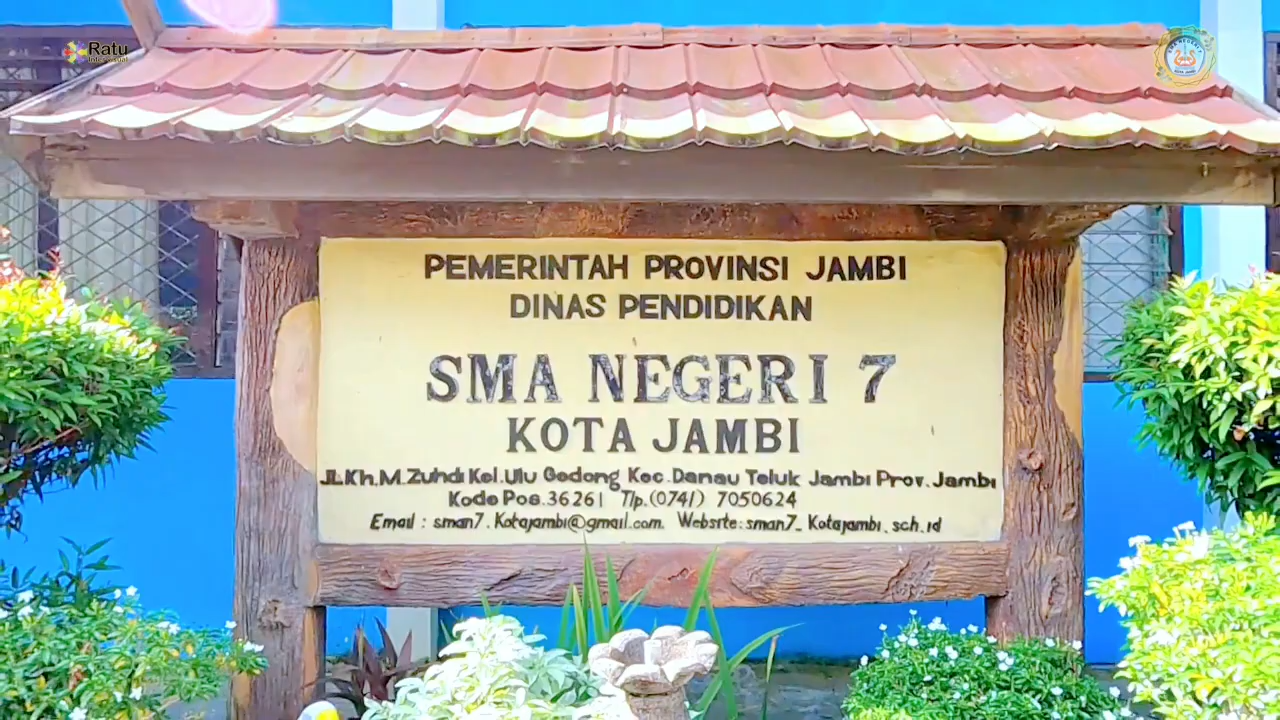 Ratu
PEMERINTAH PROVINSI JAMBI
DINAS PENDIDIKAN
SMA NEGERI 7
KOTA JAMBI
JL.Kh.M.Zuhdi Kel.Ulu Gedong Kec.Danau Teluk Jambi Prov.Jambi
Kode Pos.36261 Tlp.(0741) 7050624
Email : sman7.Kotajambi@gmail.com. Website:sman7_Kotajambi.sch.id